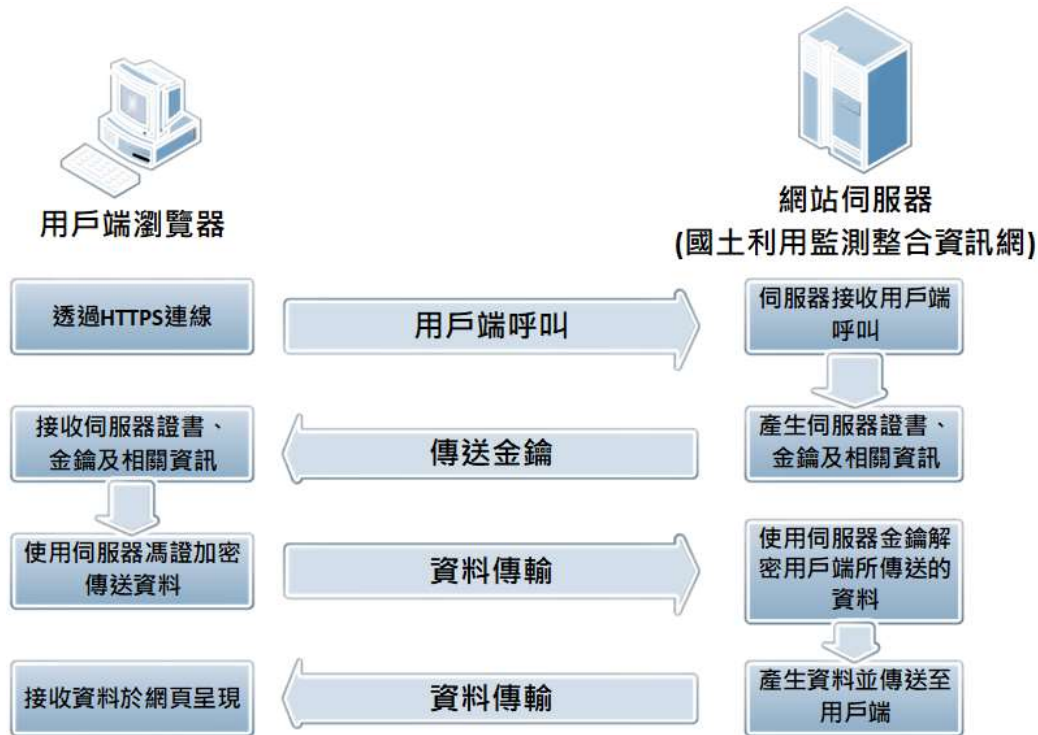 用戶端瀏覽器
網站伺服器
(國土利用監測整合資訊網)
透過HTTPS連線
用戶端呼叫
伺服器接收用戶端
呼叫
接收伺服器證書、
金鑰及相關資訊
傳送金鑰
產生伺服器證書、
金鑰及相關資訊
使用伺服器馮證加密
傳送資料
資料傳輸
使用伺服器金鑰解
密用戶端所傳送的
資料
接收資料於網頁呈現
資料傳輸
產生資料並傳送至
用戶端